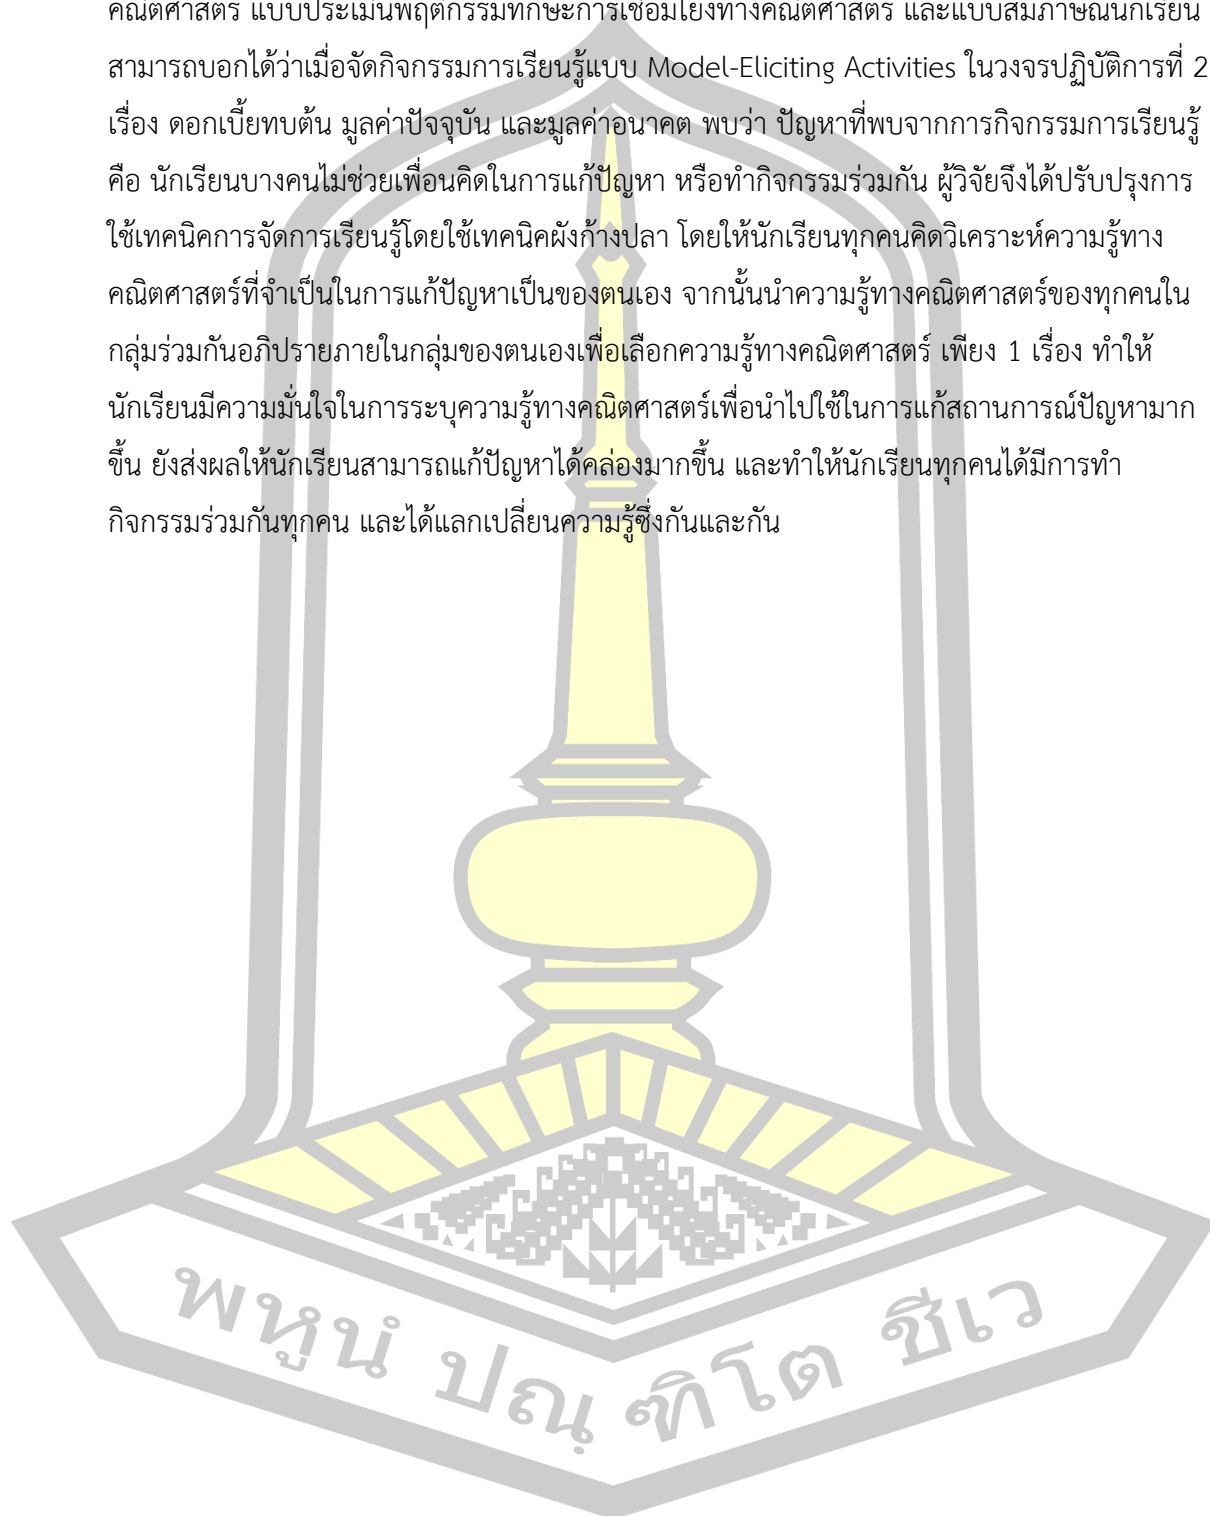 คณิตศาสตร์ แบบประเมินพฤติกรรมทักษะการเชื่อมโยงทางคณิตศาสตร์ และแบบสัมภาษณ์นักเรียน
สามารถบอกได้ว่าเมื่อจัดกิจกรรมการเรียนรู้แบบ Model-Eliciting Activities ในวงจรปฏิบัติการที่ 2
เรื่อง ดอกเบี้ยทบต้น มูลค่าปัจจุบัน และมูลค่าอนาคต พบว่า ปัญหาที่พบจากการกิจกรรมการเรียนรู้
คือ นักเรียนบางคนไม่ช่วยเพื่อนคิดในการแก้ปัญหา หรือทำกิจกรรมร่วมกัน ผู้วิจัยจึงได้ปรับปรุงการ
ใช้เทคนิคการจัดการเรียนรู้โดยใช้เทคนิคผังก้างปลา โดยให้นักเรียนทุกคนคิดวิเคราะห์ความรู้ทาง
คณิตศาสตร์ที่จำเป็นในการแก้ปัญหาเป็นของตนเอง จากนั้นนำความรู้ทางคณิตศาสตร์ของทุกคนใน
กลุ่มร่วมกันอภิปรายภายในกลุ่มของตนเองเพื่อเลือกความรู้ทางคณิตศาสตร์ เพียง 1 เรื่อง ทำให้
นักเรียนมีความมั่นใจในการระบุความรู้ทางคณิตศาสตร์เพื่อนำไปใช้ในการแก้สถานการณ์ปัญหามาก
ขึ้น ยังส่งผลให้นักเรียนสามารถแก้ปัญหาได้คล่องมากขึ้น และทำให้นักเรียนทุกคนได้มีการทำ
กิจกรรมร่วมกันทุกคน และได้แลกเปลี่ยนความรู้ซึ่งกันและกัน
พหูนํ ปณฺฑิโต ชีเว